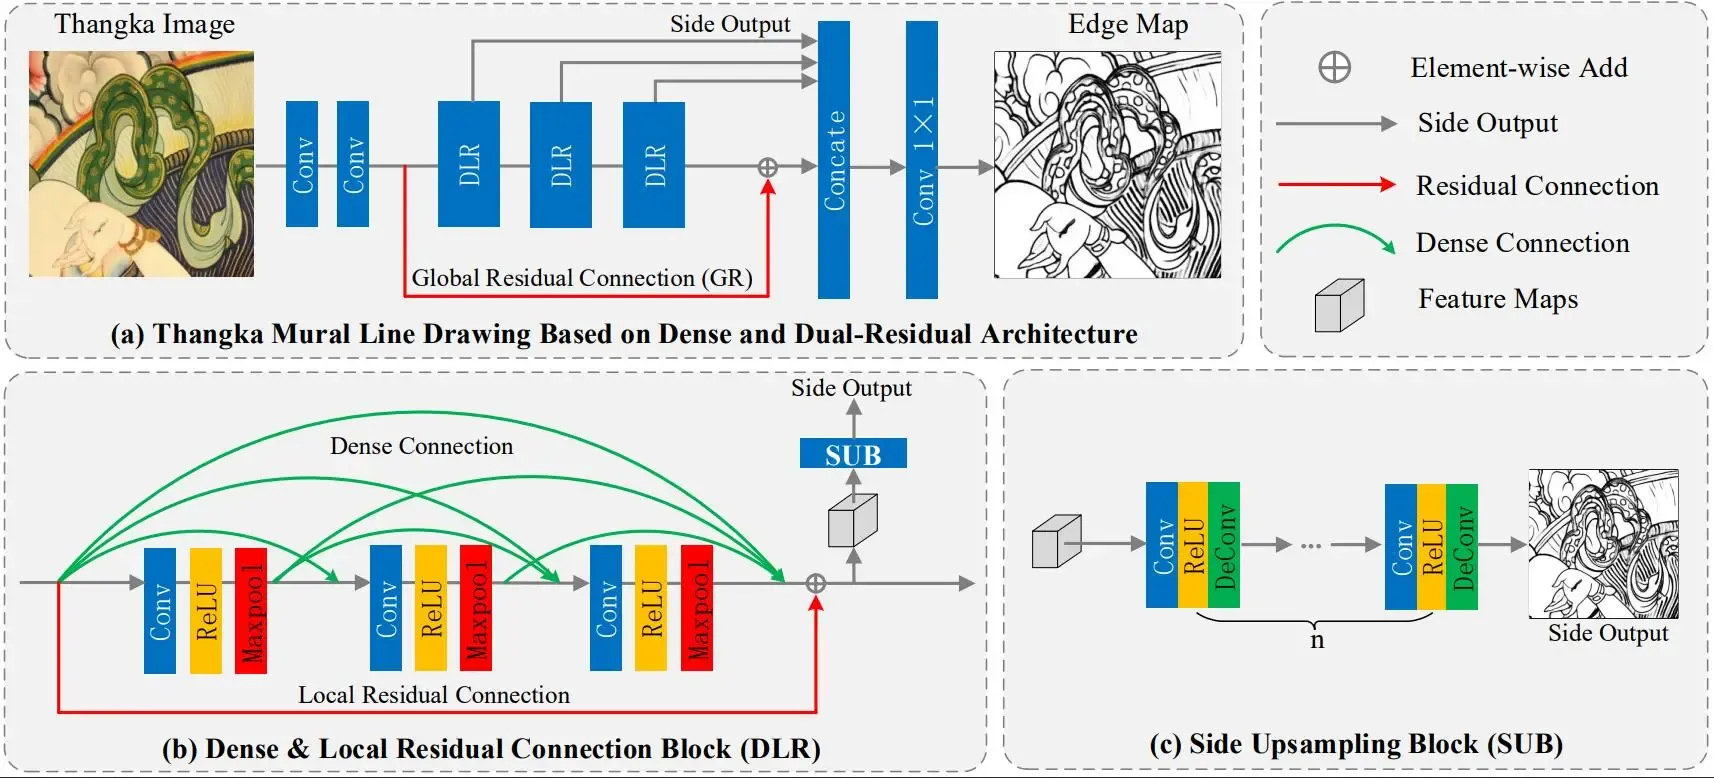 Thangka Image
Side Output
Edge Map
Conv
Conv
DLR
DLR
DLR
Concate
Conv 1×1
Global Residual Connection (GR)
(a) Thangka Mural Line Drawing Based on Dense and Dual-Residual Architecture
Element-wise Add
Side Output
Residual Connection
Dense Connection
Feature Maps
Side Output
Dense Connection
SUB
Conv
ReLU
Maxpool
Conv
ReLU
Maxpool
Conv
ReLU
Maxpool
Local Residual Connection
(b) Dense & Local Residual Connection Block (DLR)
Conv
ReLU
DeConv
...
Conv
ReLU
DeConv
n
Side Output
(c) Side Upsampling Block (SUB)